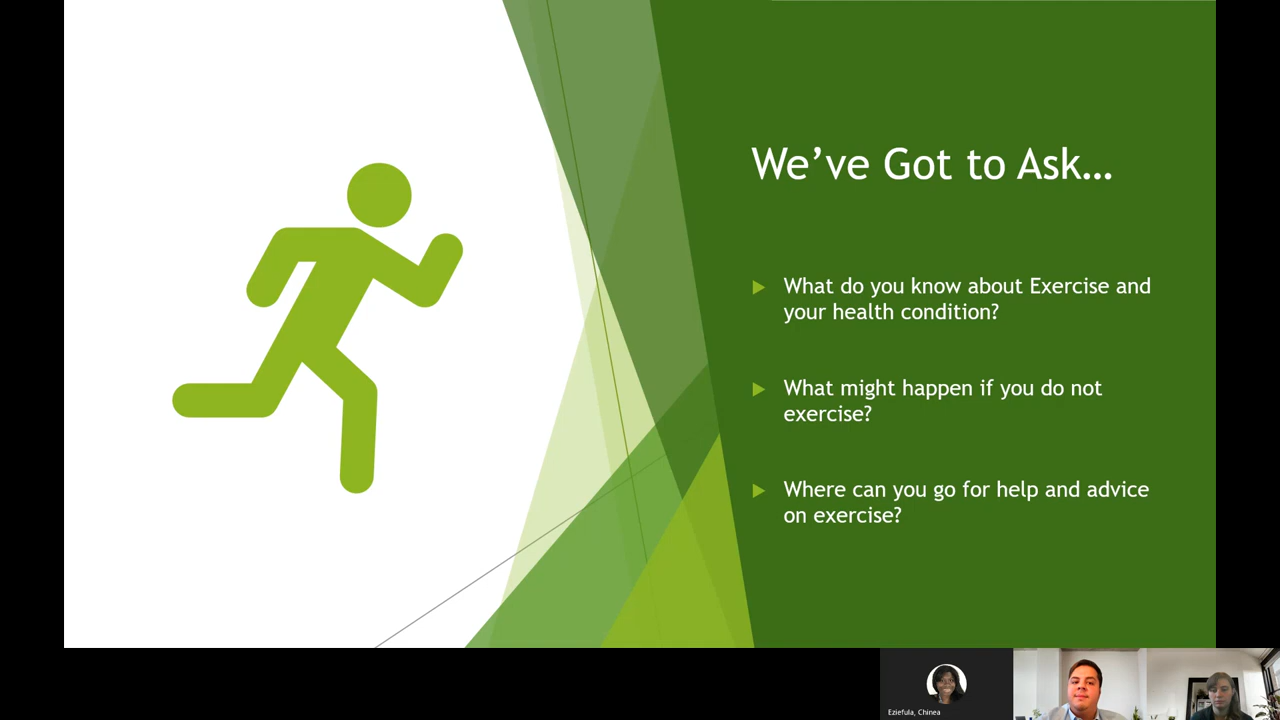 We've Got to Ask…
What do you know about Exercise and
your health condition?
What might happen if you do not
exercise?
Where can you go for help and advice
on exercise?
Eziefula, Chinea